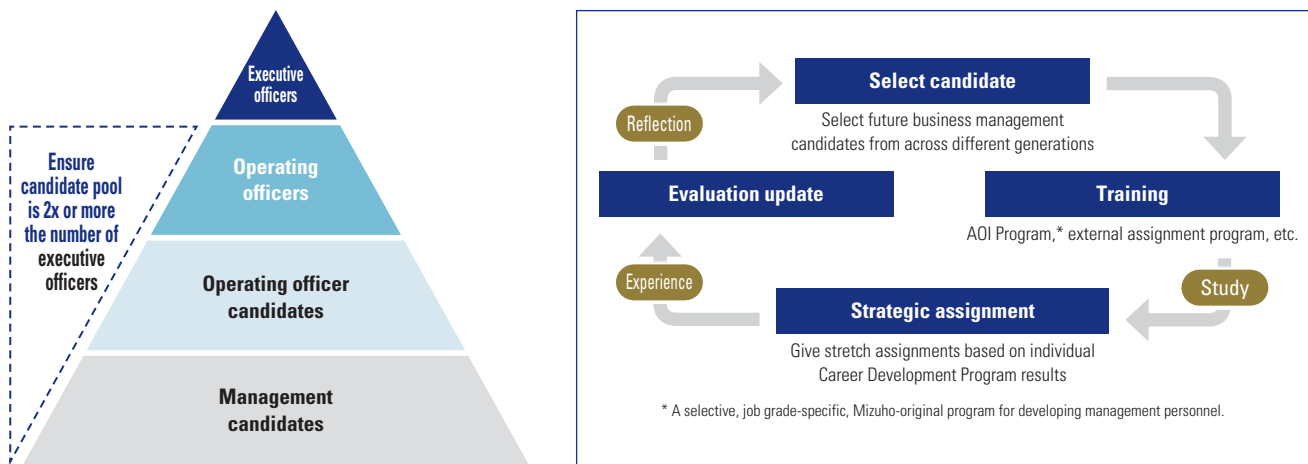 Executive
officers
Ensure
candidate pool
is 2x or more
the number of
executive
officers
Operating
officers
Operating officer
candidates
Management
candidates
Select candidate
Select future business management
candidates from across different generations
Reflection
Evaluation update
Training
AOI Program,* external assignment program, etc.
Experience
Study
Strategic assignment
Give stretch assignments based on individual
Career Development Program results
* A selective, job grade-specific, Mizuho-original program for developing management personnel.